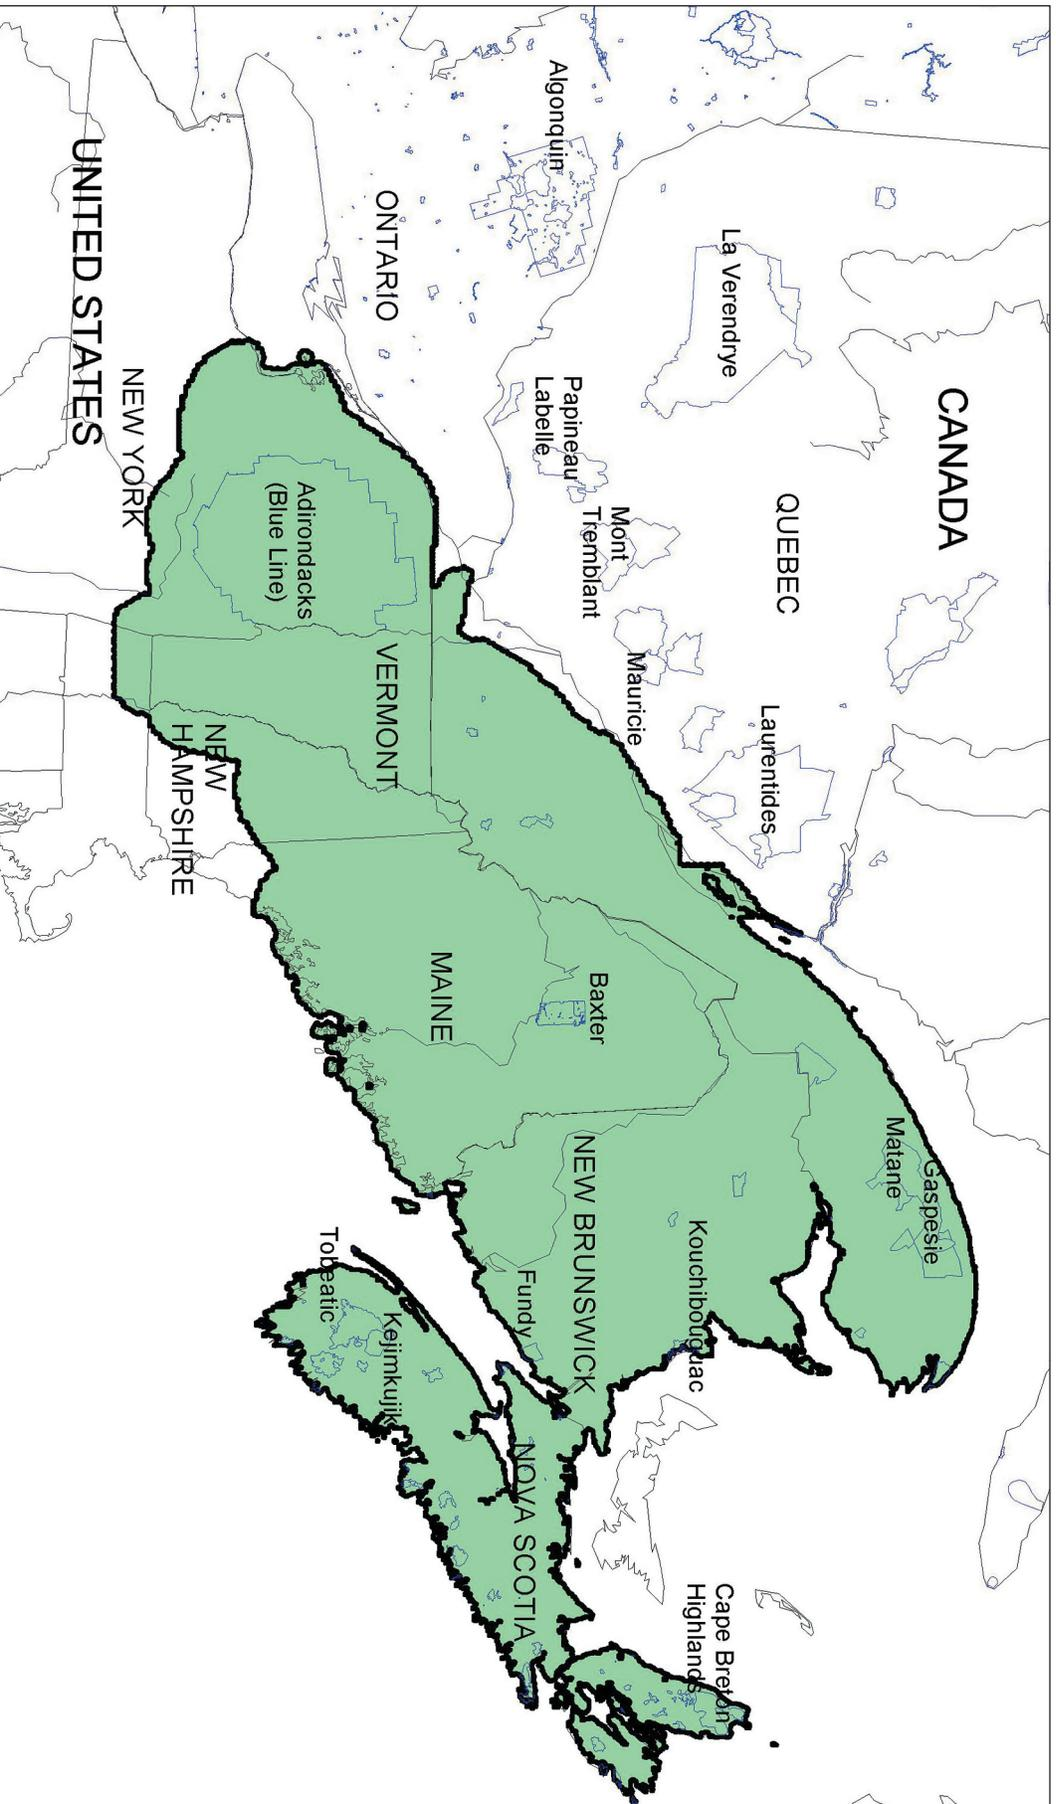 CANADA
QUEBEC
La Verendrye
Laurentides
Gaspesie
Matane
Algonquin
Papineau
Labelle
Mont
Tremblant
Mauricie
ONTARIO
Kouchibouguac
Cape Breton
Highlands
Baxter
NEW BRUNSWICK
Fundy
NOVA SCOTIA
MAINE
VERMONT
Kejimkujik
Tobeatic
Adirondacks
(Blue Line)
NEW
HAMPSHIRE
NEW YORK
UNITED STATES